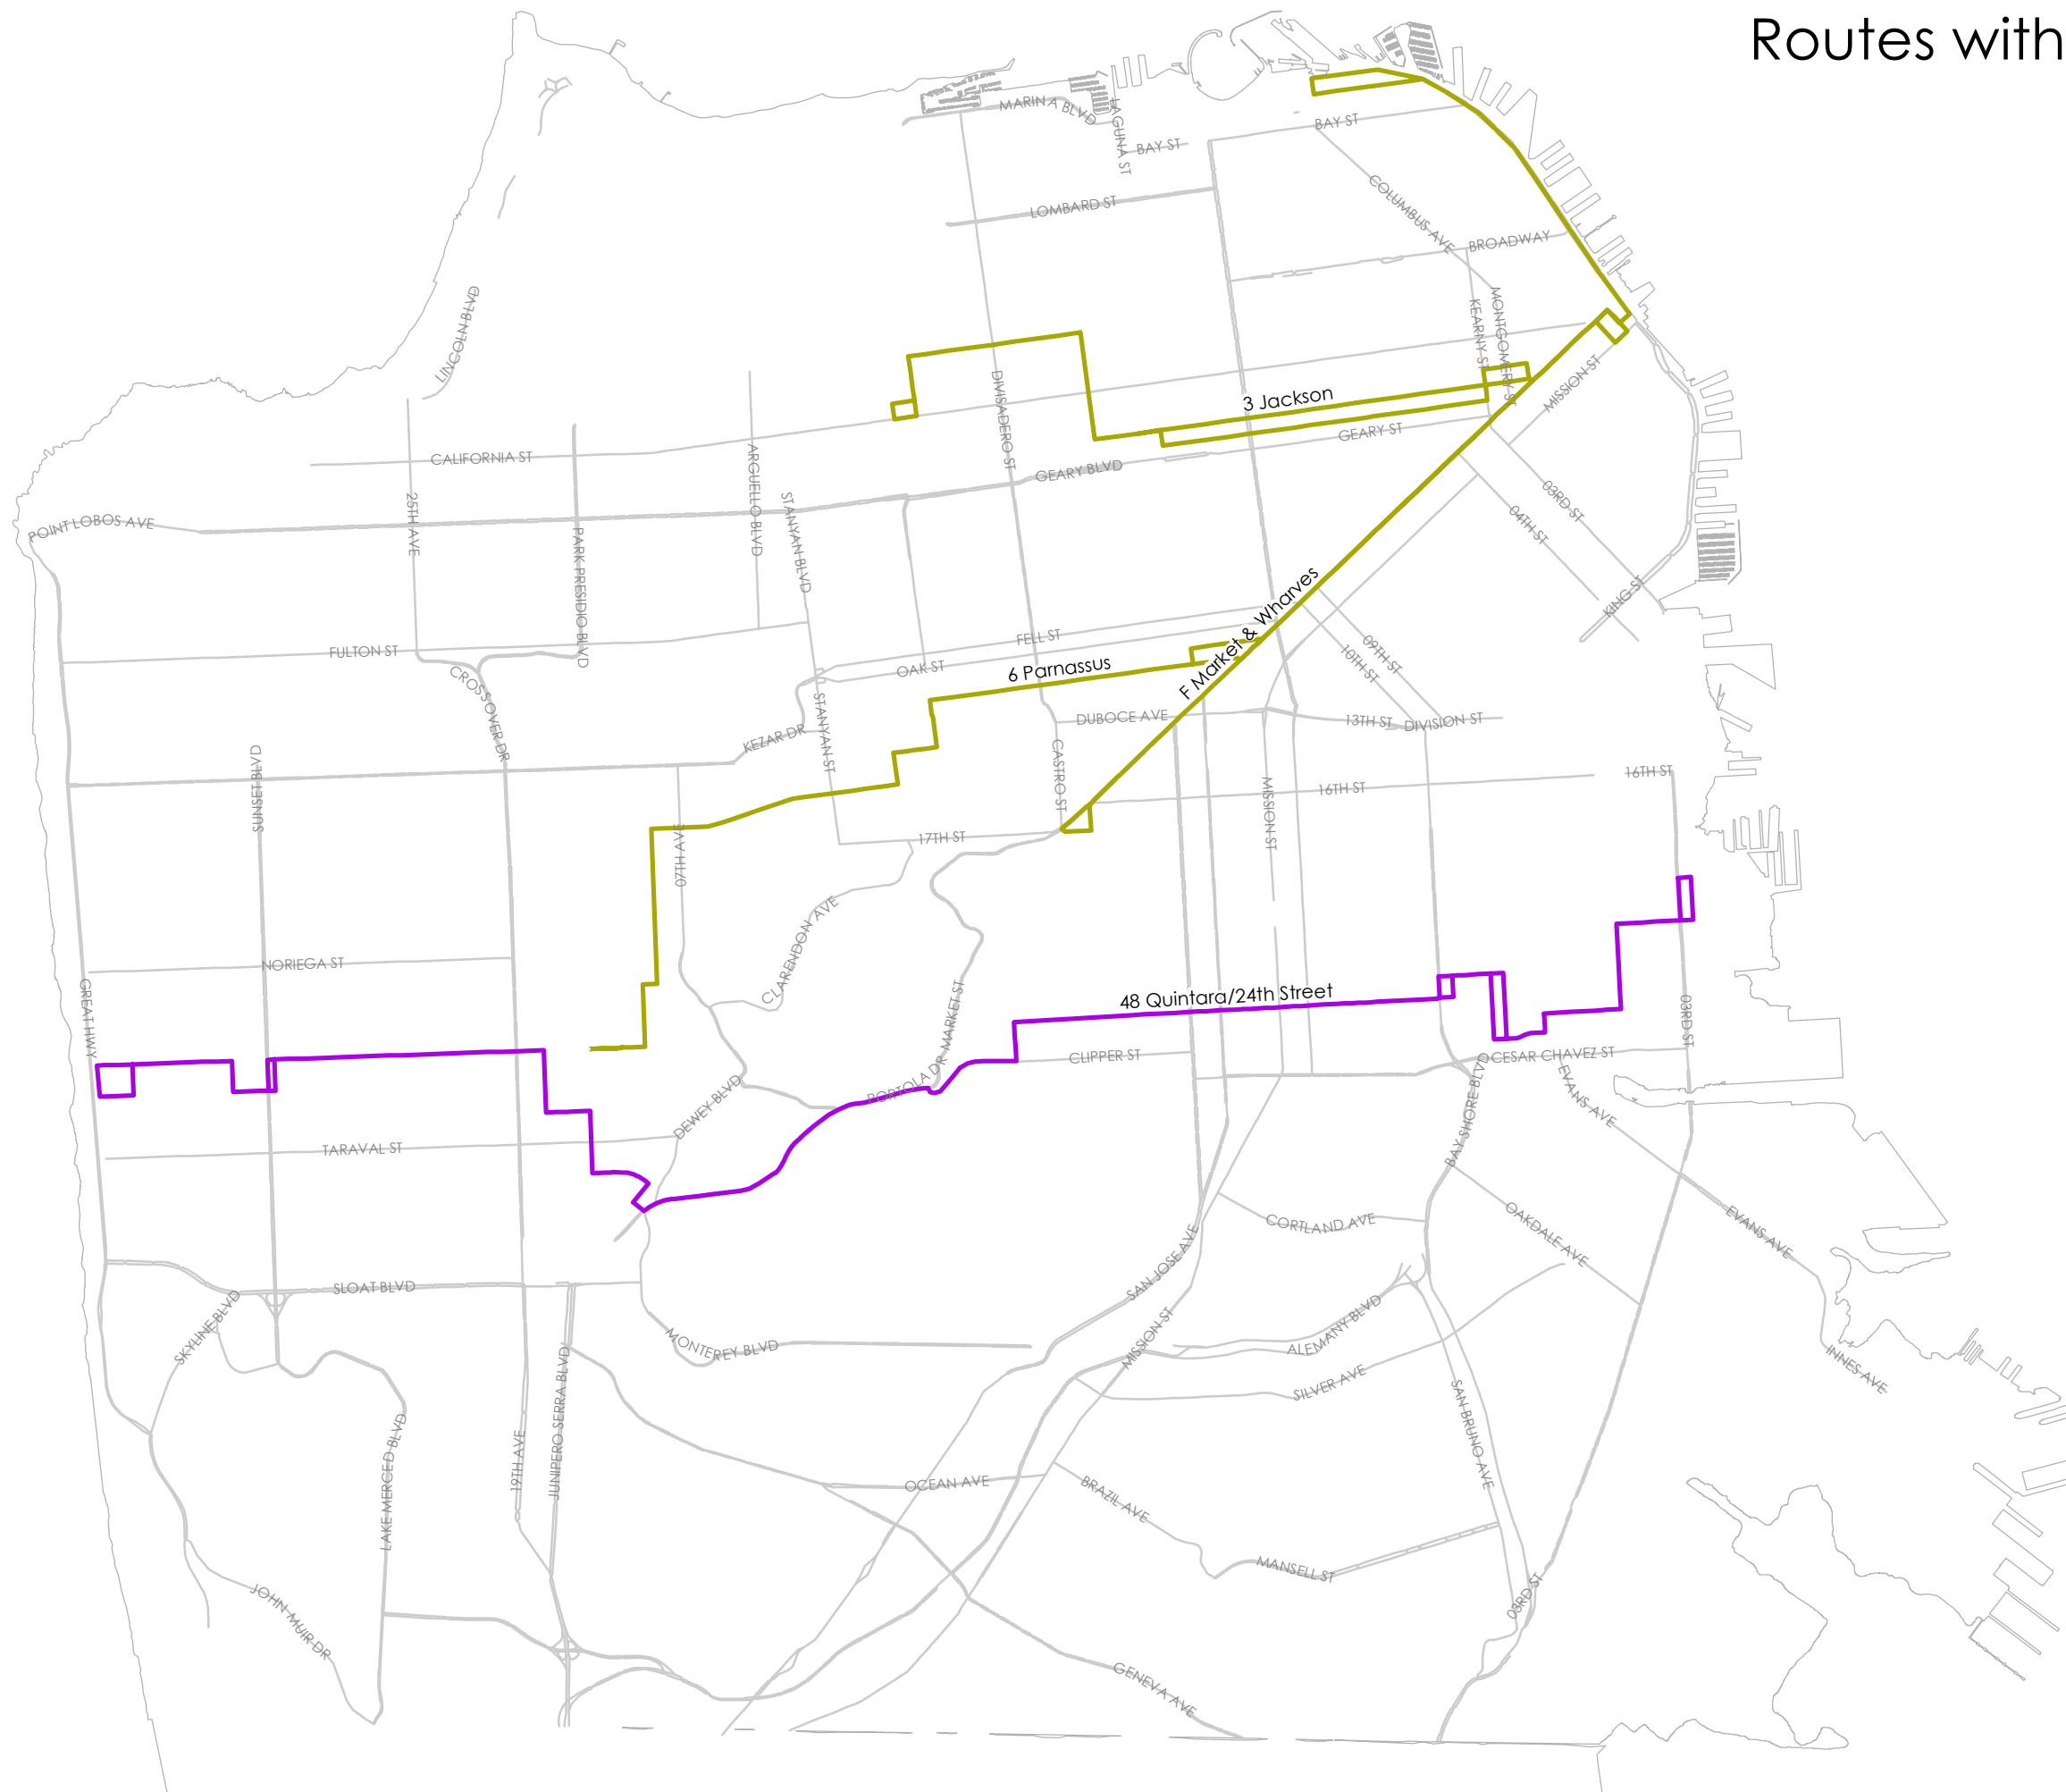 Routes with
MARINA BLVD
LAGUNA ST
BAY ST
BAY ST
COLUMBUS AVE
LOMBARD ST
BROADWAY
LINCOLN BLVD
KEARNY ST
MONTGOMERY ST
MISSION ST
3 Jackson
DIVISADERO ST
GEARY ST
CALIFORNIA ST
ARGUELLO BLVD
GEARY BLVD
25TH AVE
STANYAN BLVD
03RD ST
04TH ST
POINT LOBOS AVE
PARK PRESIDIO BLVD
KING ST
F Market & Wharves
FULTON ST
FELL ST
OAK ST
6 Parnassus
09TH ST
10TH ST
CROSSOVER DR
STANYAN ST
DUBOCE AVE
13TH ST
DIVISION ST
KEZAR DR
SUNSET BLVD
CASTRO ST
MISSION ST
16TH ST
16TH ST
17TH ST
07TH AVE
CLARENDON AVE
NORIEGA ST
GREAT HWY
48 Quintara/24th Street
PORTOLA DR
MARKET ST
03RD ST
CLIPPER ST
CESAR CHAVEZ ST
EVANS AVE
DEWEY BLVD
BAY SHORE BLVD
TARAVAL ST
CORTLAND AVE
OAKDALE AVE
EVANS AVE
SAN JOSE AVE
SLOAT BLVD
SKYLINE BLVD
MONTEREY BLVD
MISSION ST
ALEMANY BLVD
INNES AVE
SILVER AVE
JUNIPERO SERRA BLVD
SAN BRUNO AVE
LAKE MERCED BLVD
19TH AVE
OCEAN AVE
BRAZIL AVE
MANSELL ST
03RD ST
JOHN MUIR DR
GENEVA AVE